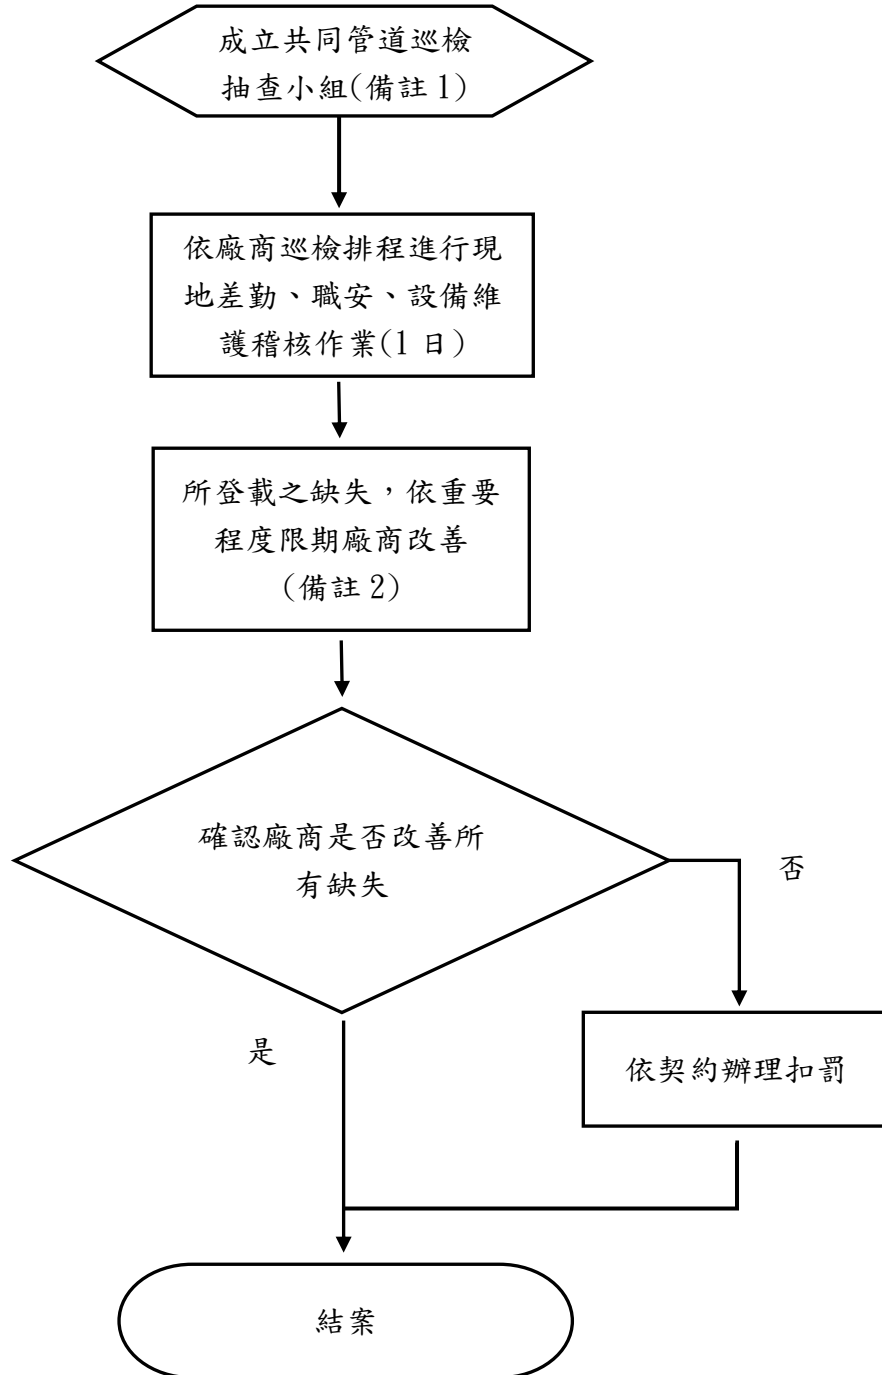 成立共同管道巡檢
抽查小組(備註 1)
依廠商巡檢排程進行現
地差勤、職安、設備維
護稽核作業(1 日)
所登載之缺失，依重要
程度限期廠商改善
(備註 2)
確認廠商是否改善所
有缺失
否
是
依契約辦理扣罰
結案